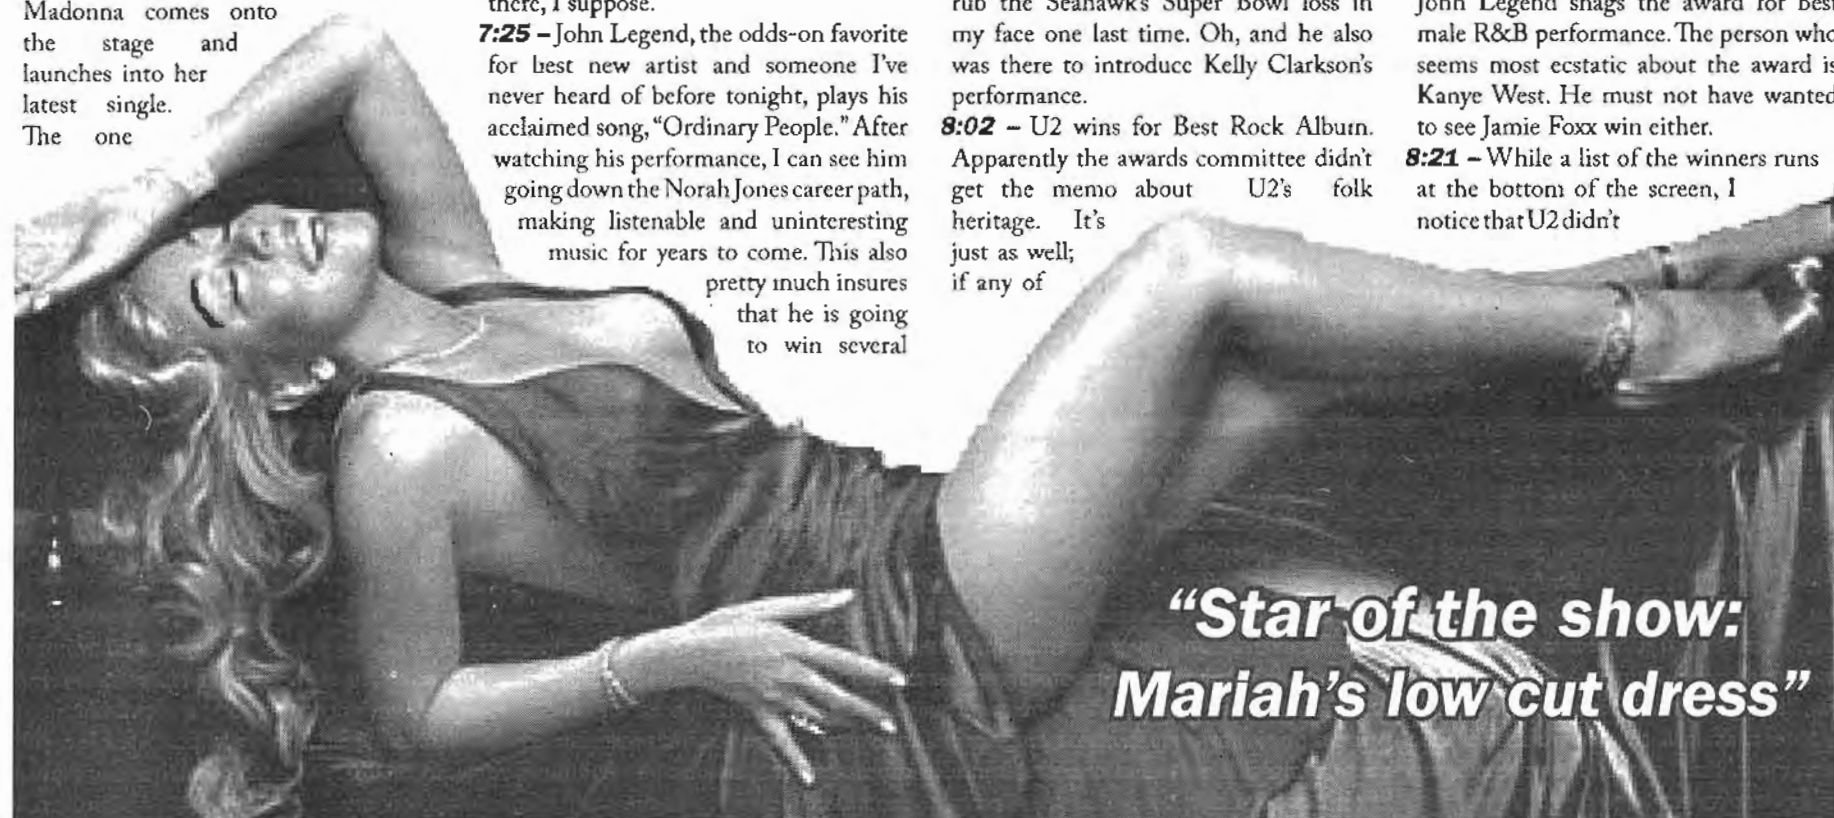 Madonna comes onto
the stage and
launches into her
latest single.
The one
there, I suppose.
7:25 – John Legend, the odds-on favorite
for best new artist and someone I've
never heard of before tonight, plays his
acclaimed song, "Ordinary People." After
watching his performance, I can see him
going down the Norah Jones career path,
making listenable and uninteresting
music for years to come. This also
pretty much insures
that he is going
to win several
rub the Seahawk's Super Bowl loss in
my face one last time. Oh, and he also
was there to introduce Kelly Clarkson's
performance.
8:02 – U2 wins for Best Rock Album.
Apparently the awards committee didn't
get the memo about U2's folk
heritage. It's
just as well;
if any of
John Legend snags the award for best
male R&B performance. The person who
seems most ecstatic about the award is
Kanye West. He must not have wanted
to see Jamie Foxx win either.
8:21 – While a list of the winners runs
at the bottom of the screen, I
notice that U2 didn't
"Star of the show:
Mariah's low cut dress"